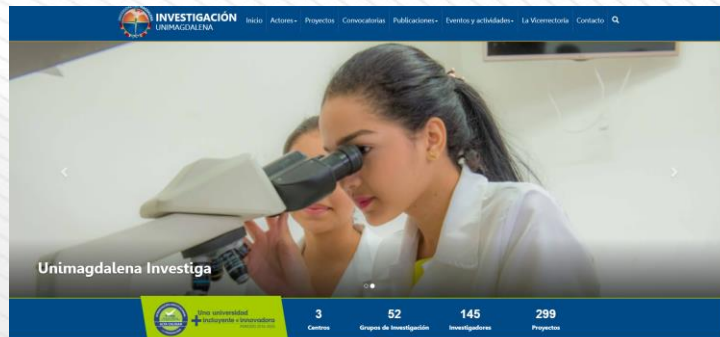 INVESTIGACIÓN
UNIMAGDALENA
Inicio Actores Proyectos Convocatorias Publicaciones Eventos y actividades La Vicerrectoría Contacto
Unimagdalena Investiga
Una universidad
+ incluyente e innovadora
3 52 145 299
Centros Grupos de Investigación Investigadores Proyectos